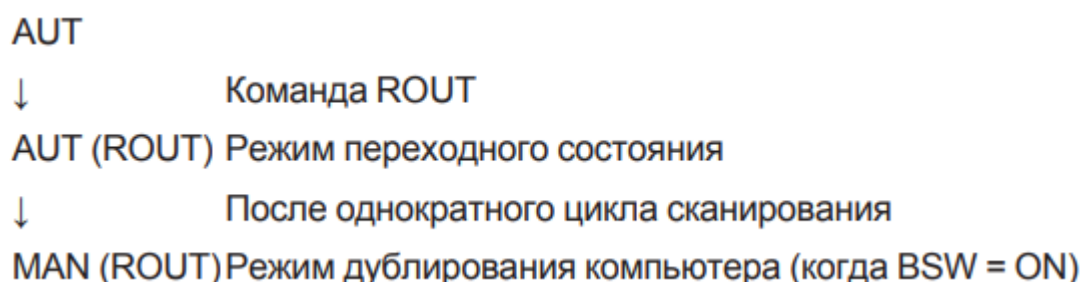 AUT
↓ Команда ROUT
AUT (ROUT) Режим переходного состояния
↓ После однократного цикла сканирования
MAN (ROUT) Режим дублирования компьютера (когда BSW = ON)